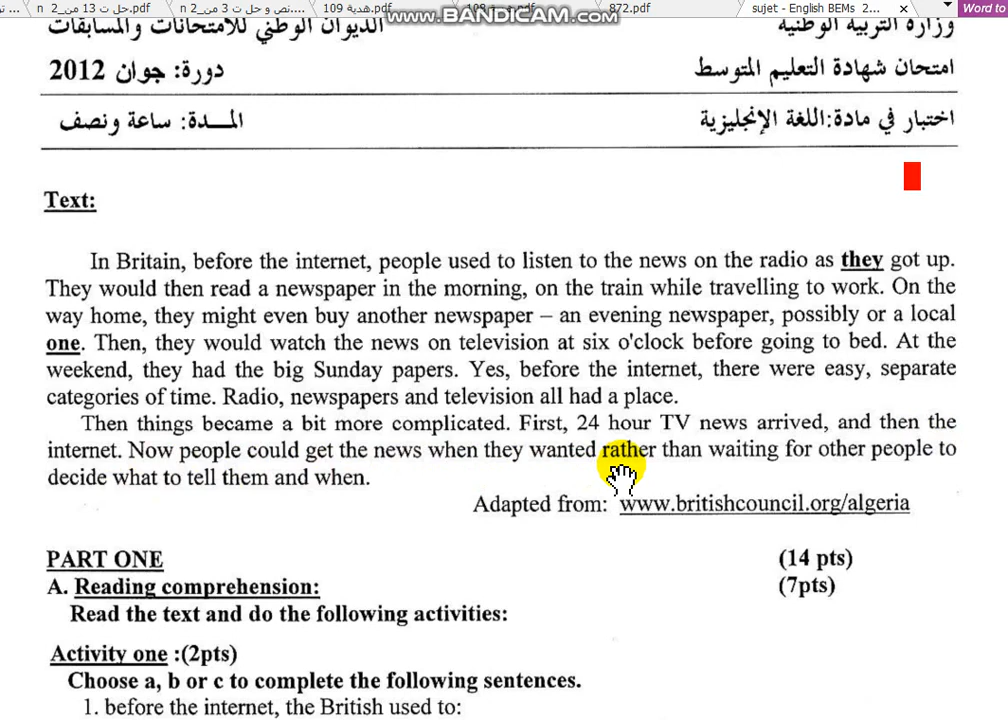 حل ت 13 من_2 n.pdf
نص و حل ت 3 من_2 n....
هدية 109.pdf
872.pdf
sujet - English BEMs 2...
Word to
WWW.BANDICAM.COM
وزارة التربية الوطنية
الديوان الوطني للامتحانات والمسابقات
امتحان شهادة التعليم المتوسط
دورة: جوان 2012
اختبار في مادة:اللغة الإنجليزية
المـــدة: ساعة ونصف
Text:
In Britain, before the internet, people used to listen to the news on the radio as they got up.
They would then read a newspaper in the morning, on the train while travelling to work. On the
way home, they might even buy another newspaper – an evening newspaper, possibly or a local
one. Then, they would watch the news on television at six o'clock before going to bed. At the
weekend, they had the big Sunday papers. Yes, before the internet, there were easy, separate
categories of time. Radio, newspapers and television all had a place.
Then things became a bit more complicated. First, 24 hour TV news arrived, and then the
internet. Now people could get the news when they wanted rather than waiting for other people to
decide what to tell them and when.
Adapted from: www.britishcouncil.org/algeria
PART ONE (14 pts)
A. Reading comprehension: (7pts)
Read the text and do the following activities:
Activity one :(2pts)
Choose a, b or c to complete the following sentences.
1. before the internet, the British used to: